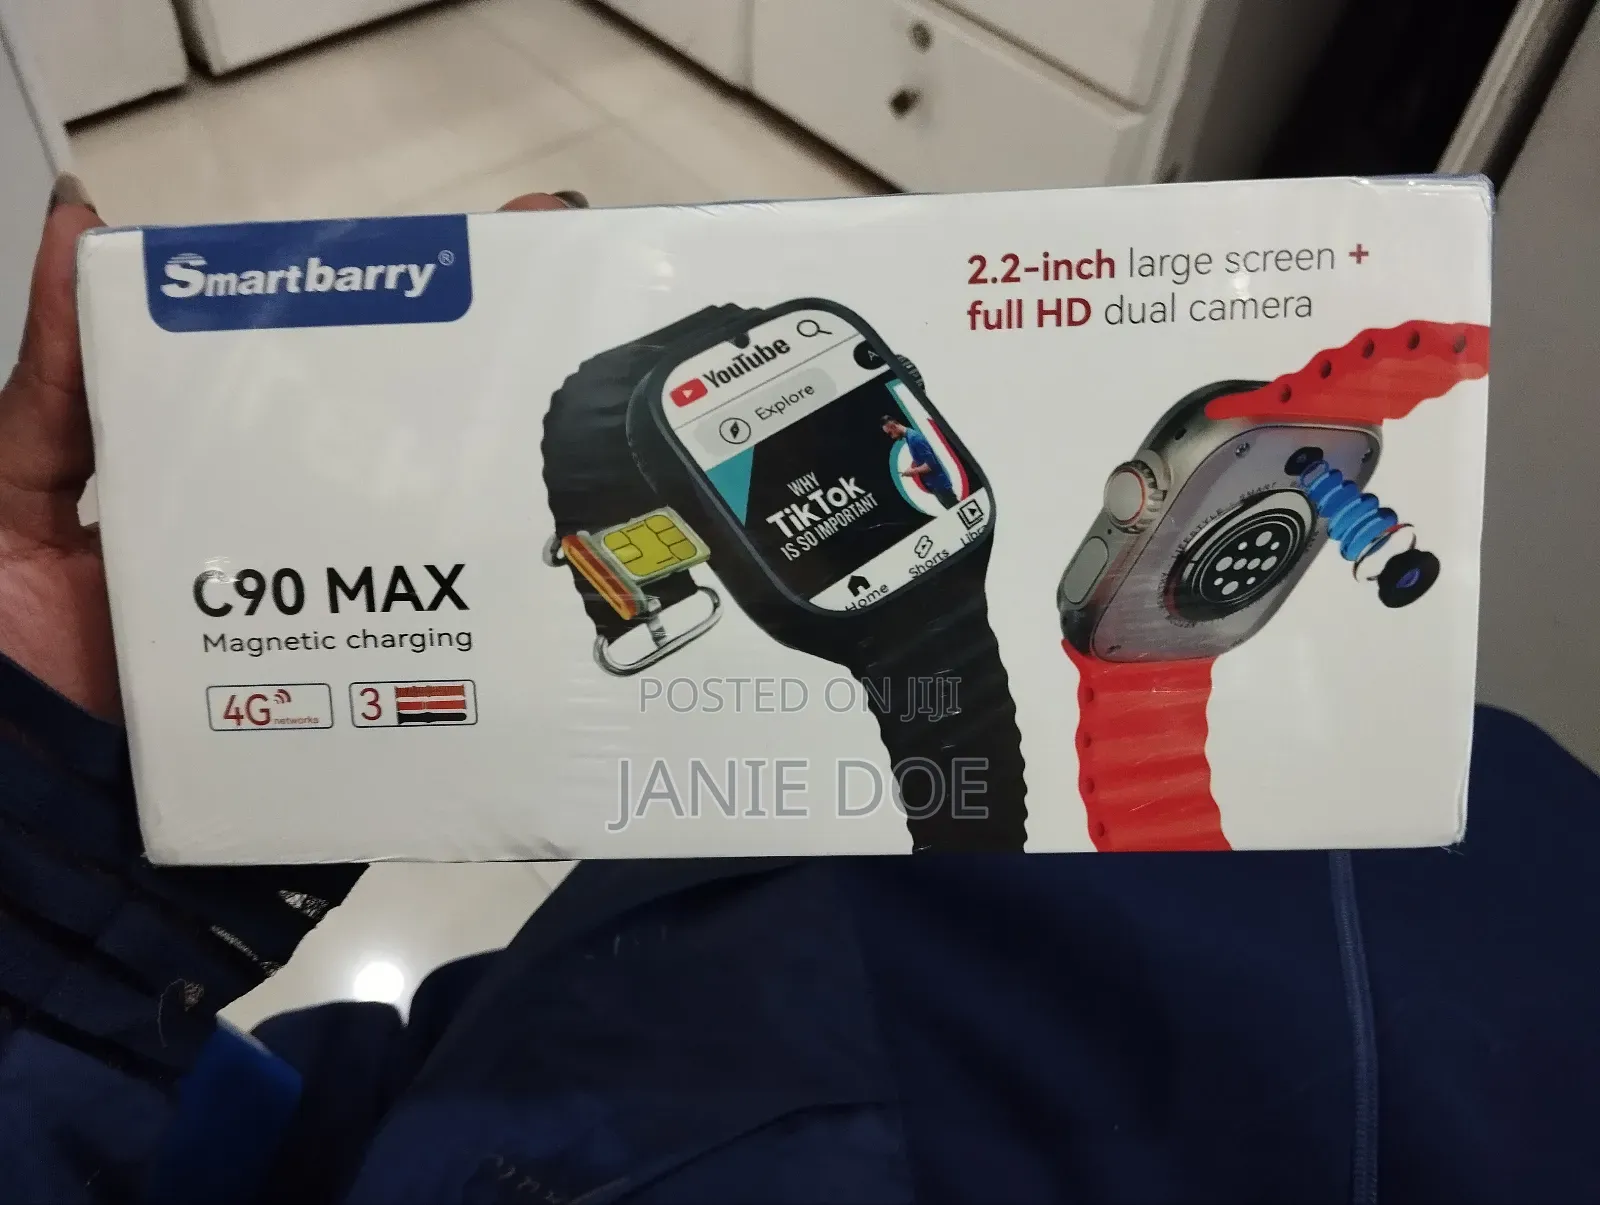 Smartbarry®
2.2-inch large screen +
full HD dual camera
YouTube
A
Explore
WHY
TikTok
IS SO IMPORTANT
Home
Shorts
C90 MAX
Magnetic charging
4G networks
3
POSTED ON JIJI
JANIE DOE